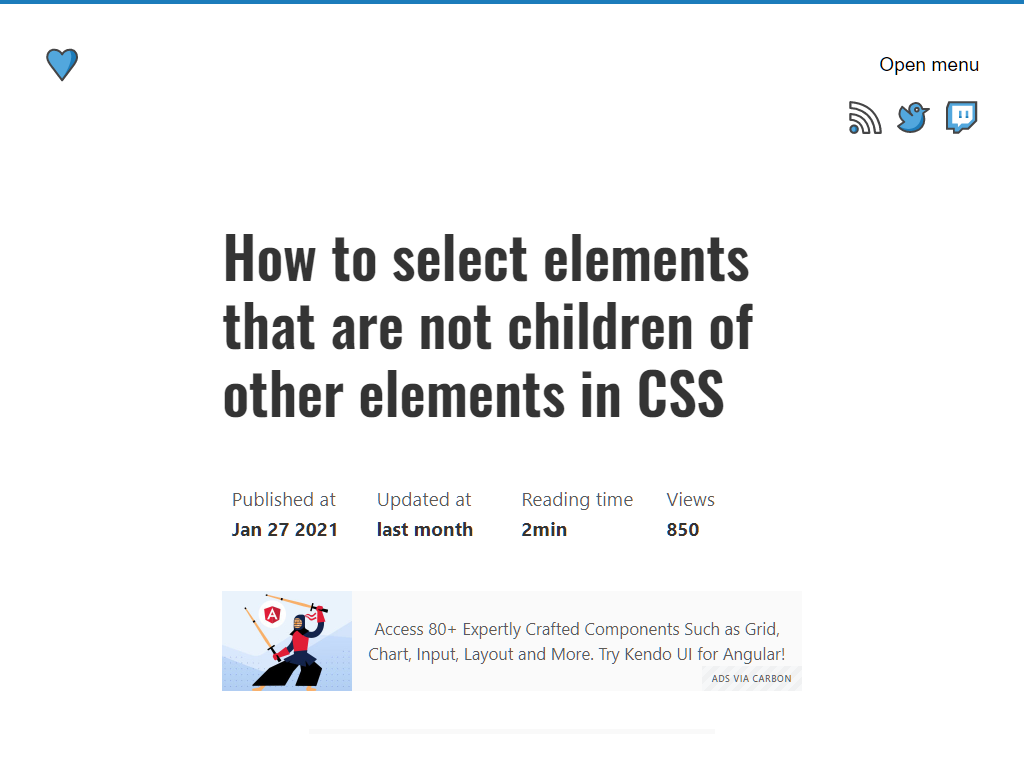 Open menu
How to select elements
that are not children of
other elements in CSS
Published at
Jan 27 2021
Updated at
last month
Reading time
2min
Views
850
A
Access 80+ Expertly Crafted Components Such as Grid,
Chart, Input, Layout and More. Try Kendo UI for Angular!
ADS VIA CARBON